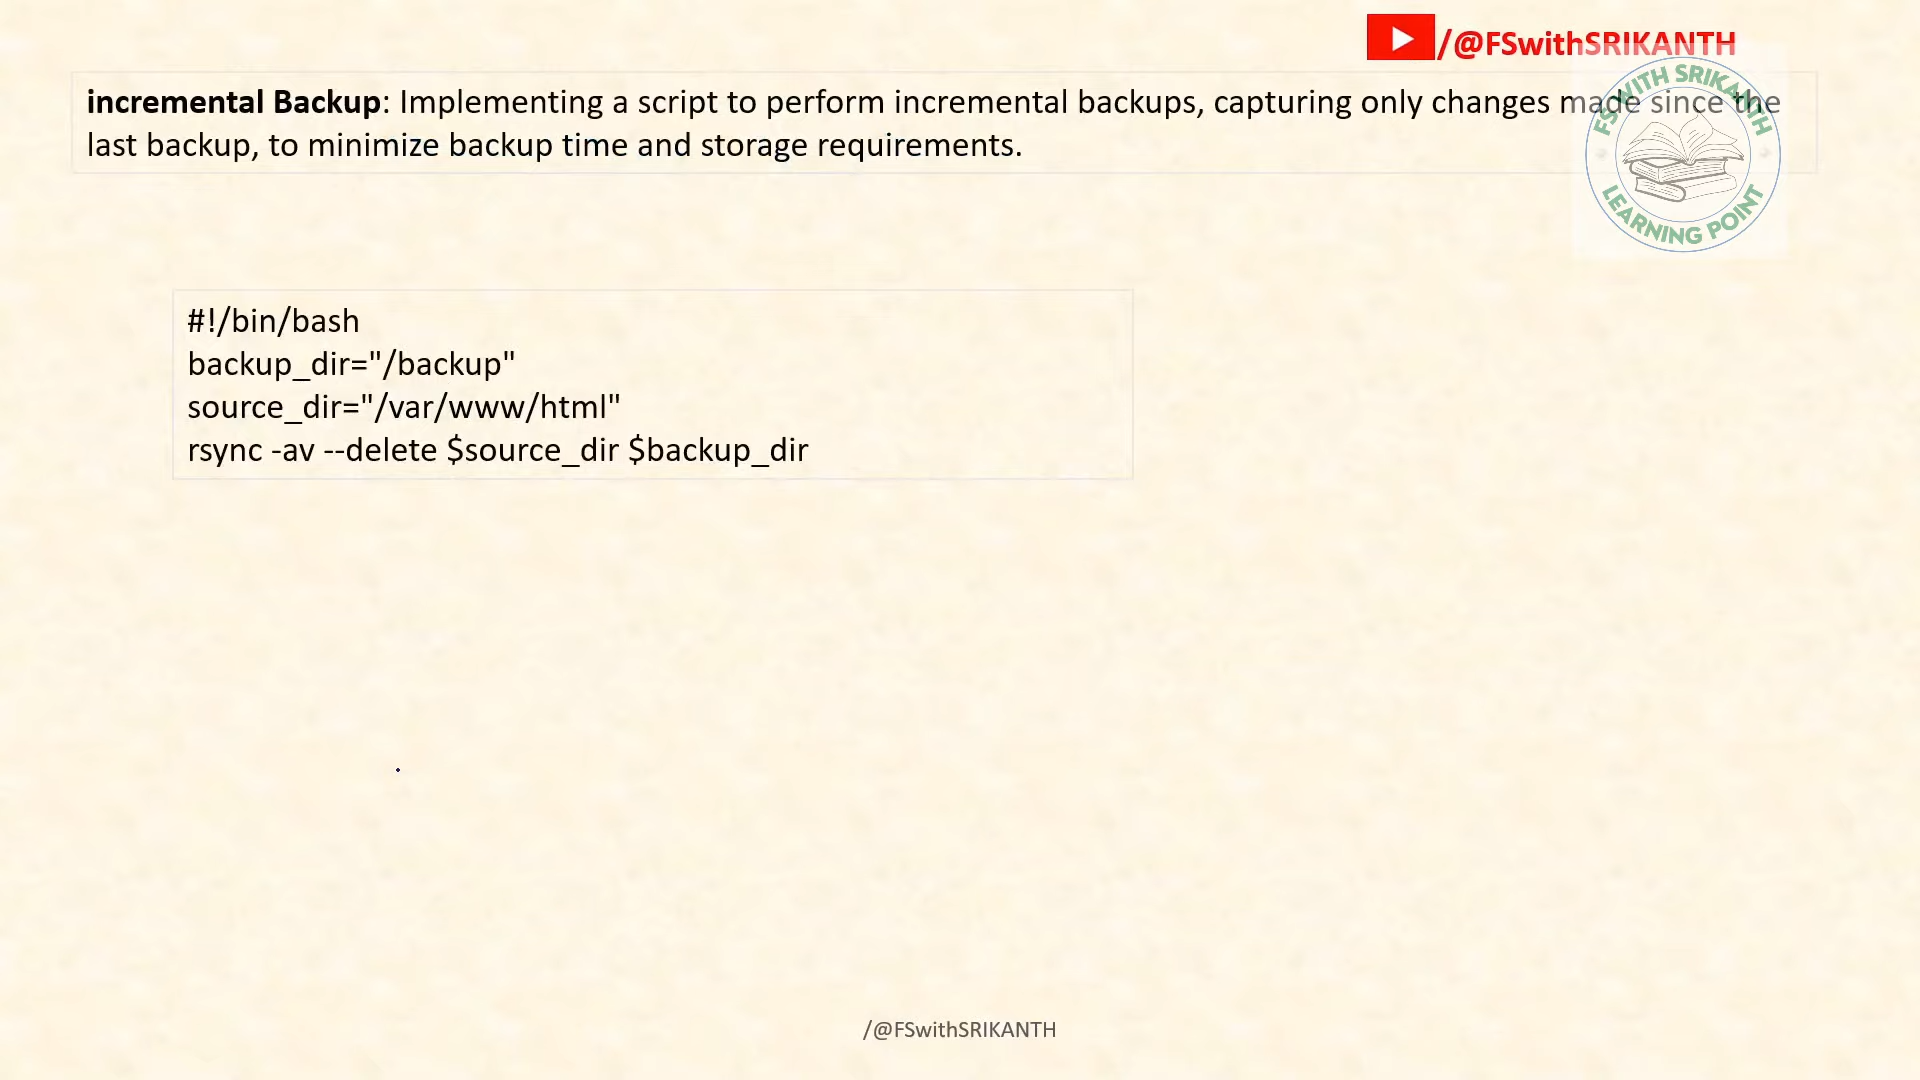 /@FSwithSRIKANTH
incremental Backup: Implementing a script to perform incremental backups, capturing only changes made since the
last backup, to minimize backup time and storage requirements.
FS WITH SRIKANTH
LEARNING POINT
#!/bin/bash
backup_dir="/backup"
source_dir="/var/www/html"
rsync -av --delete $source_dir $backup_dir
/@FSwithSRIKANTH